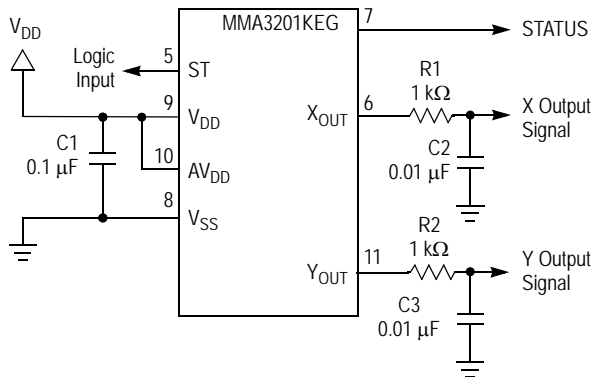 V_DD
Logic
Input
5
ST
9
V_DD
C1
0.1 μF
10
AV_DD
8
V_SS
MMA3201KEG
7
STATUS
X_OUT
6
R1
1 kΩ
X Output
Signal
C2
0.01 μF
Y_OUT
11
R2
1 kΩ
Y Output
Signal
C3
0.01 μF